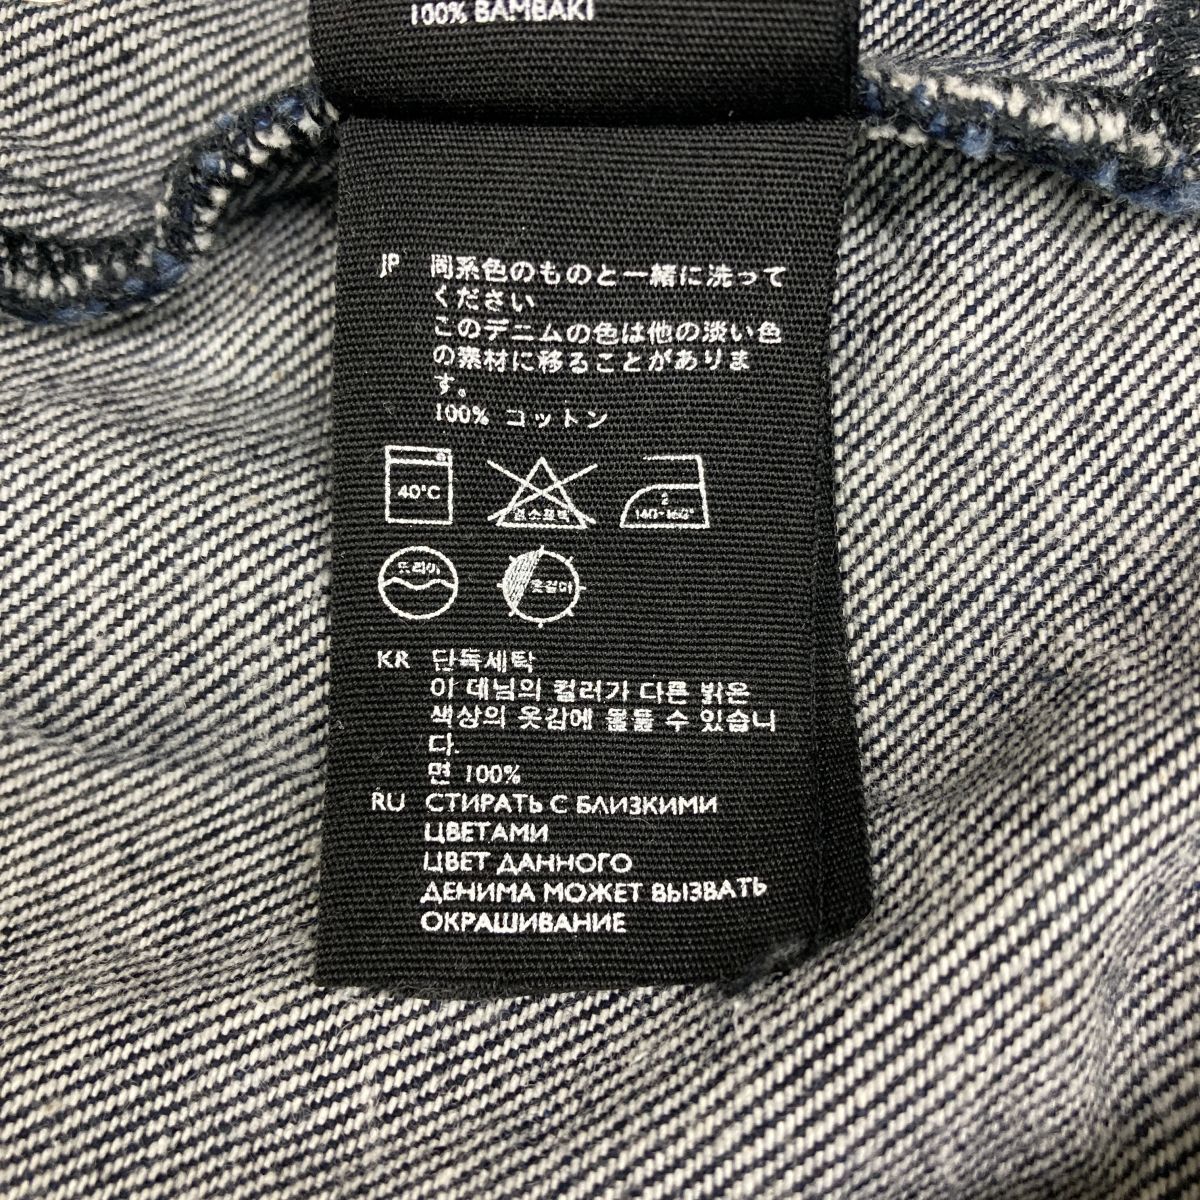 100% BAMBAKI
JP 同系色のものと一緒に洗って
ください
このデニムの色は他の淡い色
の素材に移ることがありま
す。
100% コットン
40°C
염소표백
2
140-160°
드라이
옷걸이
KR 단독세탁
이 데님의 컬러가 다른 밝은
색상의 옷감에 물들 수 있습니
다.
면 100%
RU СТИРАТЬ С БЛИЗКИМИ
ЦВЕТАМИ
ЦВЕТ ДАННОГО
ДЕНИМА МОЖЕТ ВЫЗВАТЬ
ОКРАШИВАНИЕ